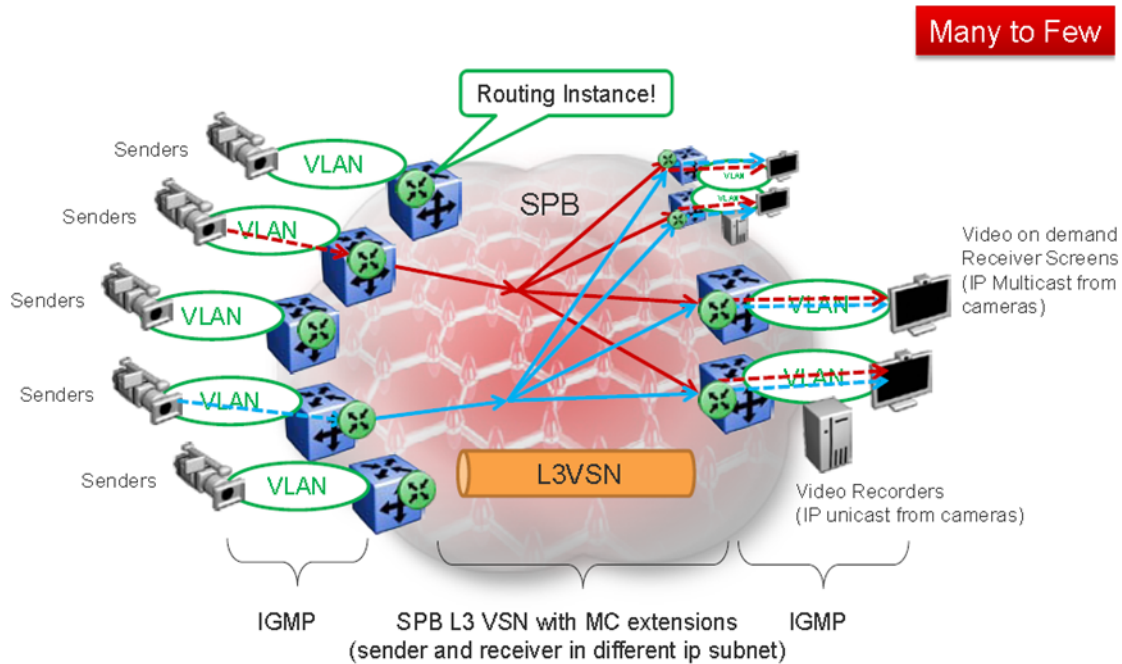 Many to Few
Routing Instance!
Senders
VLAN
SPB
VLAN
VLAN
Senders
VLAN
Video on demand
Receiver Screens
(IP Multicast from
cameras)
Senders
VLAN
VLAN
Senders
VLAN
VLAN
Senders
VLAN
L3VSN
Video Recorders
(IP unicast from cameras)
IGMP
SPB L3 VSN with MC extensions
(sender and receiver in different ip subnet)
IGMP